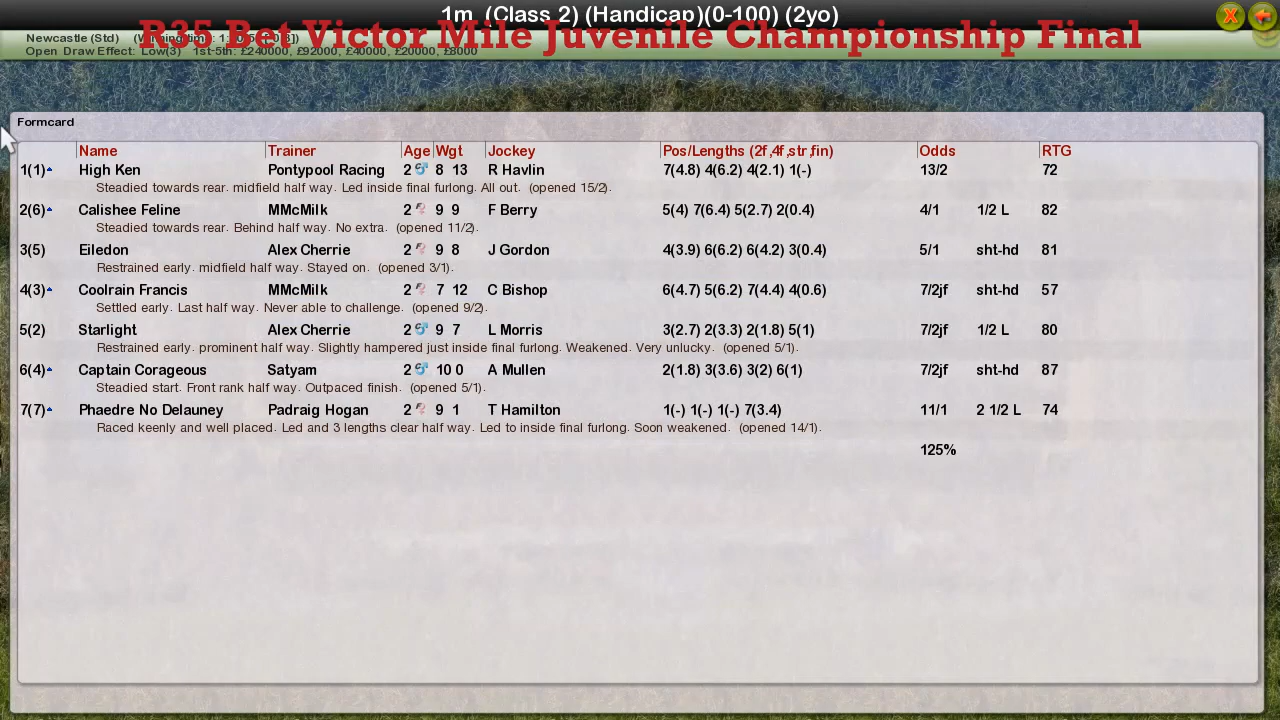 1m (Class 2) (Handicap)(0-100) (2yo)
R35 Bet Victor Mile Juvenile Championship Final
Newcastle (Std)
Open Draw Effect: Low(3) 1st-5th: £240000, £92000, £40000, £20000, £8000
Formcard
Name Trainer Age Wgt Jockey Pos/Lengths (2f,4f,str,fin) Odds RTG
1(1) High Ken Pontypool Racing 2 8 13 R Havlin 7(4.8) 4(6.2) 4(2.1) 1(-) 13/2 72
Steadied towards rear. midfield half way. Led inside final furlong. All out. (opened 15/2).
2(6) Calishee Feline MMcMilk 2 9 9 F Berry 5(4) 7(6.4) 5(2.7) 2(0.4) 4/1 1/2 L 82
Steadied towards rear. Behind half way. No extra. (opened 11/2).
3(5) Eiledon Alex Cherrie 2 9 8 J Gordon 4(3.9) 6(6.2) 6(4.2) 3(0.4) 5/1 sht-hd 81
Restrained early. midfield half way. Stayed on. (opened 3/1).
4(3) Coolrain Francis MMcMilk 2 7 12 C Bishop 6(4.7) 5(6.2) 7(4.4) 4(0.6) 7/2jf sht-hd 57
Settled early. Last half way. Never able to challenge. (opened 9/2).
5(2) Starlight Alex Cherrie 2 9 7 L Morris 3(2.7) 2(3.3) 2(1.8) 5(1) 7/2jf 1/2 L 80
Restrained early. prominent half way. Slightly hampered just inside final furlong. Weakened. Very unlucky. (opened 5/1).
6(4) Captain Corageous Satyam 2 10 0 A Mullen 2(1.8) 3(3.6) 3(2) 6(1) 7/2jf sht-hd 87
Steadied start. Front rank half way. Outpaced finish. (opened 5/1).
7(7) Phaedre No Delauney Padraig Hogan 2 9 1 T Hamilton 1(-) 1(-) 1(-) 7(3.4) 11/1 2 1/2 L 74
Raced keenly and well placed. Led and 3 lengths clear half way. Led to inside final furlong. Soon weakened. (opened 14/1).
125%